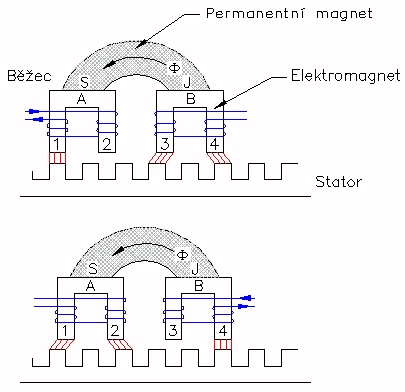 Permanentní magnet
S Φ J
Běžec
A B
Elektromagnet
1 2 3 4
Stator
S Φ J
A B
1 2 3 4